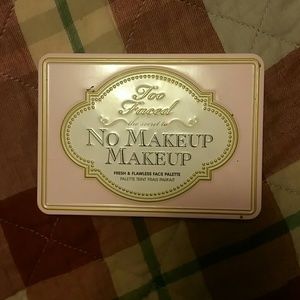 Too
Faced
the secret to
NO MAKEUP
MAKEUP
FRESH & FLAWLESS FACE PALETTE
PALETTE TEINT FRAIS PARFAIT